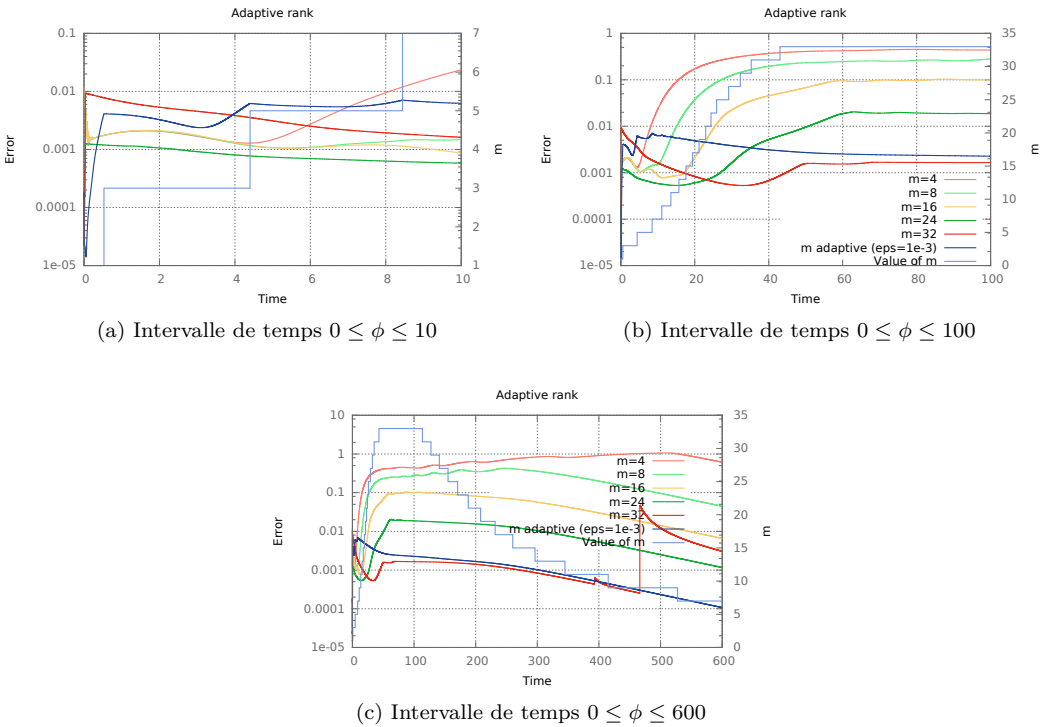 Adaptive rank
0.1
0.01
0.001
0.0001
1e-05
Error
0 2 4 6 8 10
Time
7
6
5
4
3
2
1
m
(a) Intervalle de temps 0 ≤ ϕ ≤ 10
Adaptive rank
1
0.1
0.01
0.001
0.0001
1e-05
Error
0 20 40 60 80 100
Time
35
30
25
20
15
10
5
0
m
m=4
m=8
m=16
m=24
m=32
m adaptive (eps=1e-3)
Value of m
(b) Intervalle de temps 0 ≤ ϕ ≤ 100
Adaptive rank
10
1
0.1
0.01
0.001
0.0001
1e-05
Error
0 100 200 300 400 500 600
Time
35
30
25
20
15
10
5
0
m
m=4
m=8
m=16
m=24
m=32
m adaptive (eps=1e-3)
Value of m
(c) Intervalle de temps 0 ≤ ϕ ≤ 600